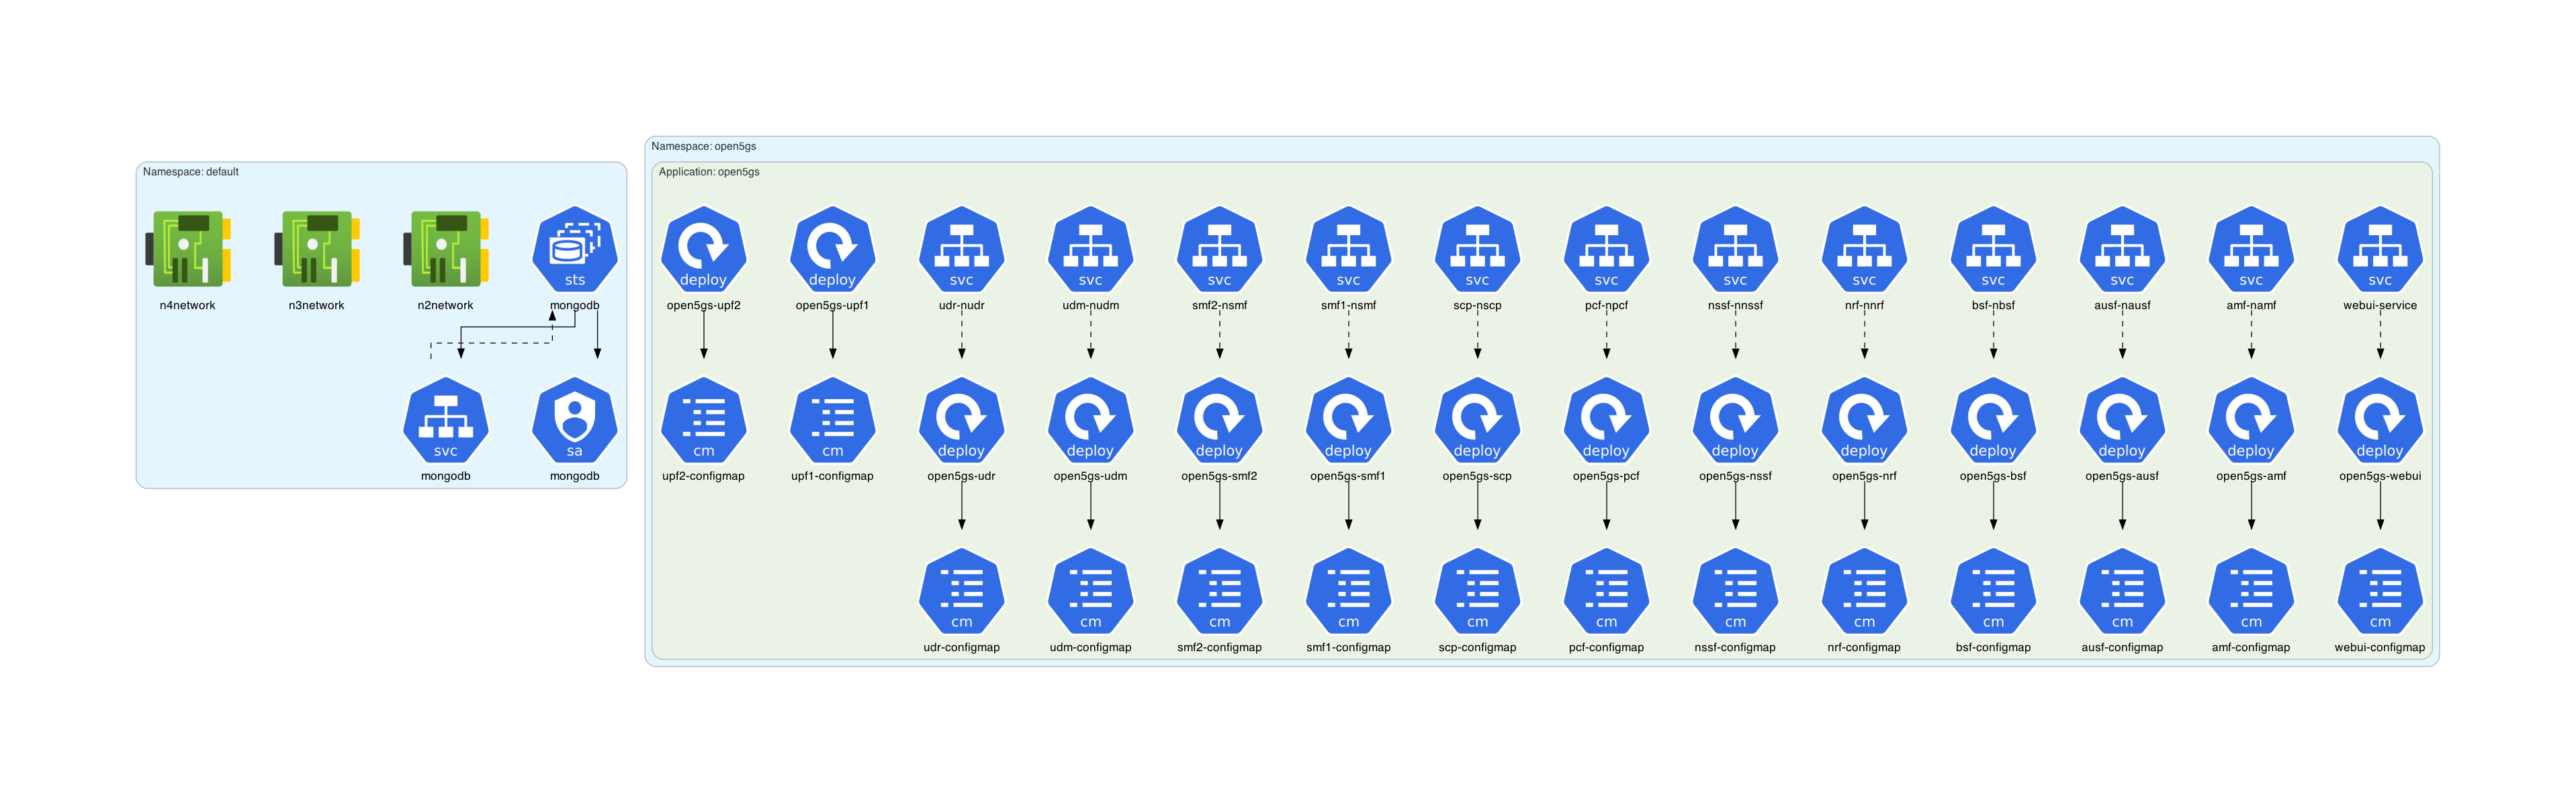 Namespace: open5gs
Namespace: default
Application: open5gs
sts
deploy
deploy
svc
svc
svc
svc
svc
svc
svc
svc
svc
svc
svc
svc
n4network
n3network
n2network
mongodb
open5gs-upf2
open5gs-upf1
udr-nudr
udm-nudm
smf2-nsmf
smf1-nsmf
scp-nscp
pcf-npcf
nssf-nnssf
nrf-nnrf
bsf-nbsf
ausf-nausf
amf-namf
webui-service
svc
sa
cm
cm
deploy
deploy
deploy
deploy
deploy
deploy
deploy
deploy
deploy
deploy
deploy
deploy
mongodb
mongodb
upf2-configmap
upf1-configmap
open5gs-udr
open5gs-udm
open5gs-smf2
open5gs-smf1
open5gs-scp
open5gs-pcf
open5gs-nssf
open5gs-nrf
open5gs-bsf
open5gs-ausf
open5gs-amf
open5gs-webui
cm
cm
cm
cm
cm
cm
cm
cm
cm
cm
cm
cm
udr-configmap
udm-configmap
smf2-configmap
smf1-configmap
scp-configmap
pcf-configmap
nssf-configmap
nrf-configmap
bsf-configmap
ausf-configmap
amf-configmap
webui-configmap